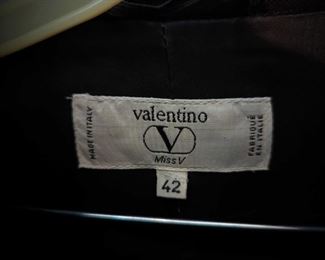 valentino
V
Miss V
MADE IN ITALY
FABRIQUÉ
EN ITALIE
42